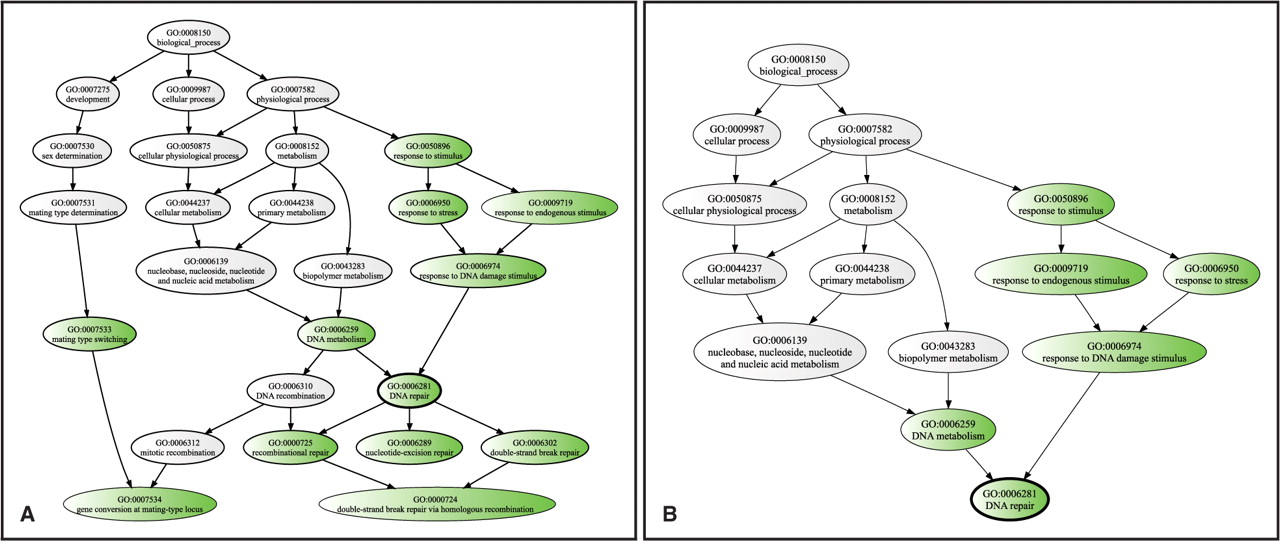 GO:0008150
biological_process
GO:0007275
development
GO:0009987
cellular process
GO:0007582
physiological process
GO:0007530
sex determination
GO:0050875
cellular physiological process
GO:0008152
metabolism
GO:0050896
response to stimulus
GO:0007531
mating type determination
GO:0044237
cellular metabolism
GO:0044238
primary metabolism
GO:0006950
response to stress
GO:0009719
response to endogenous stimulus
GO:0006139
nucleobase, nucleoside, nucleotide
and nucleic acid metabolism
GO:0043283
biopolymer metabolism
GO:0006974
response to DNA damage stimulus
GO:0007533
mating type switching
GO:0006259
DNA metabolism
GO:0006310
DNA recombination
GO:0006281
DNA repair
GO:0006312
mitotic recombination
GO:0000725
recombinational repair
GO:0006289
nucleotide-excision repair
GO:0006302
double-strand break repair
GO:0007534
gene conversion at mating-type locus
GO:0000724
double-strand break repair via homologous recombination
A
GO:0008150
biological_process
GO:0009987
cellular process
GO:0007582
physiological process
GO:0050875
cellular physiological process
GO:0008152
metabolism
GO:0050896
response to stimulus
GO:0044237
cellular metabolism
GO:0044238
primary metabolism
GO:0009719
response to endogenous stimulus
GO:0006950
response to stress
GO:0006139
nucleobase, nucleoside, nucleotide
and nucleic acid metabolism
GO:0043283
biopolymer metabolism
GO:0006974
response to DNA damage stimulus
GO:0006259
DNA metabolism
GO:0006281
DNA repair
B